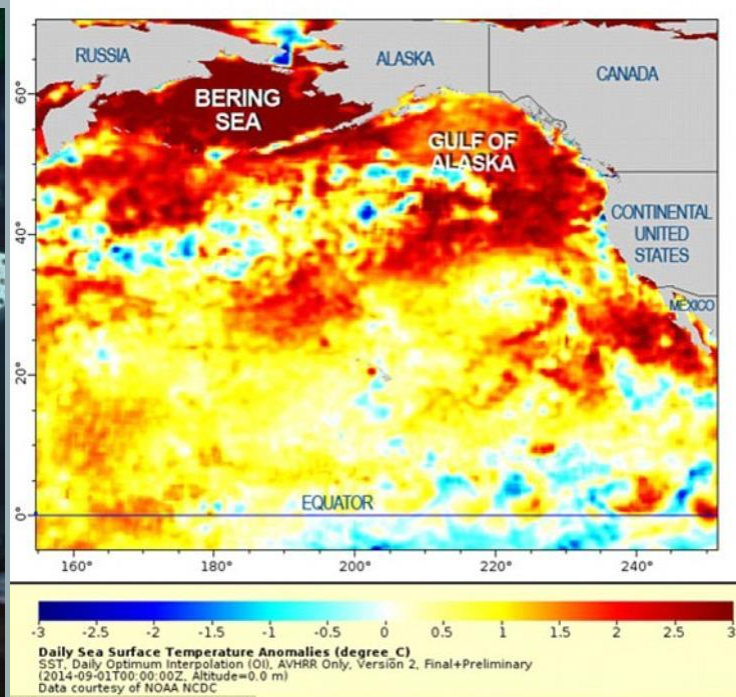 RUSSIA
ALASKA
CANADA
BERING
SEA
60°
GULF OF
ALASKA
CONTINENTAL
UNITED
STATES
40°
MEXICO
20°
EQUATOR
0°
160° 180° 200° 220° 240°
-3 -2.5 -2 -1.5 -1 -0.5 0 0.5 1 1.5 2 2.5 3
Daily Sea Surface Temperature Anomalies (degree_C)
SST, Daily Optimum Interpolation (OI), AVHRR Only, Version 2, Final+Preliminary
(2014-09-01T00:00:00Z, Altitude=0.0 m)
Data courtesy of NOAA NCDC